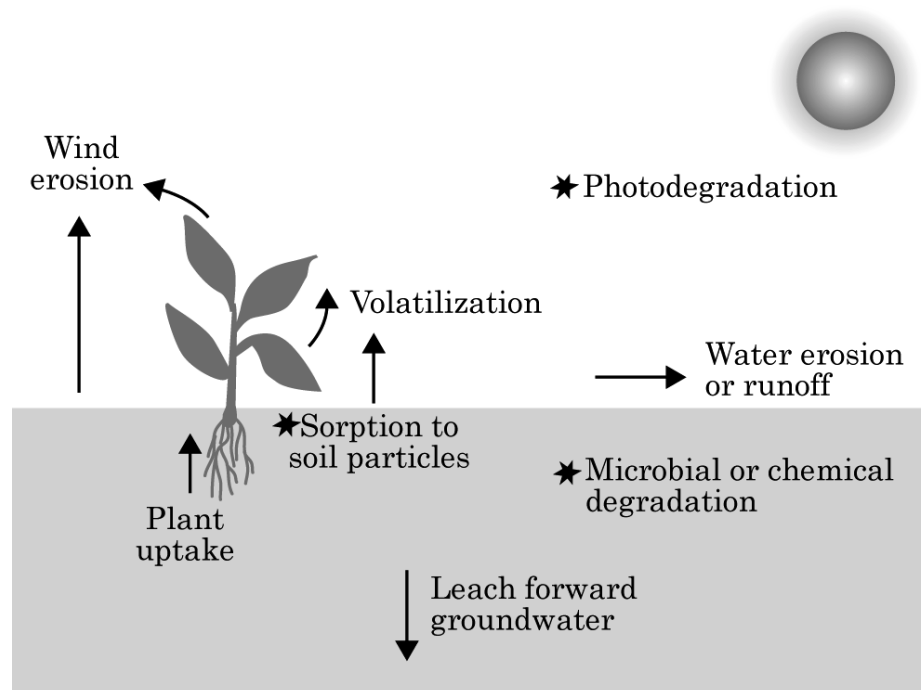 Wind
erosion
Photodegradation
Volatilization
Water erosion
or runoff
Sorption to
soil particles
Microbial or chemical
degradation
Plant
uptake
Leach forward
groundwater